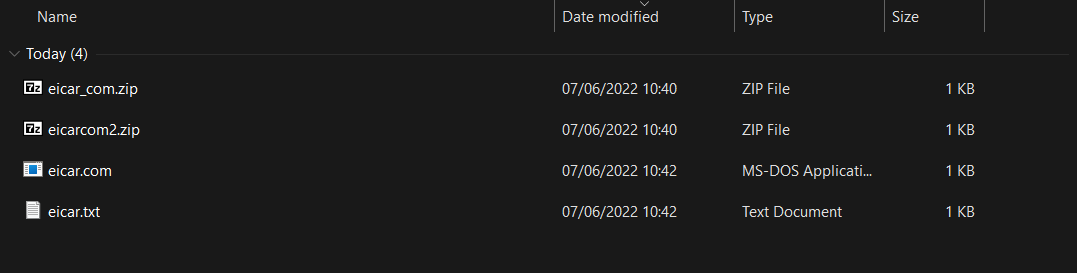 Name Date modified Type Size
Today (4)
7z eicar_com.zip 07/06/2022 10:40 ZIP File 1 KB
7z eicarcom2.zip 07/06/2022 10:40 ZIP File 1 KB
eicar.com 07/06/2022 10:42 MS-DOS Applicati... 1 KB
eicar.txt 07/06/2022 10:42 Text Document 1 KB